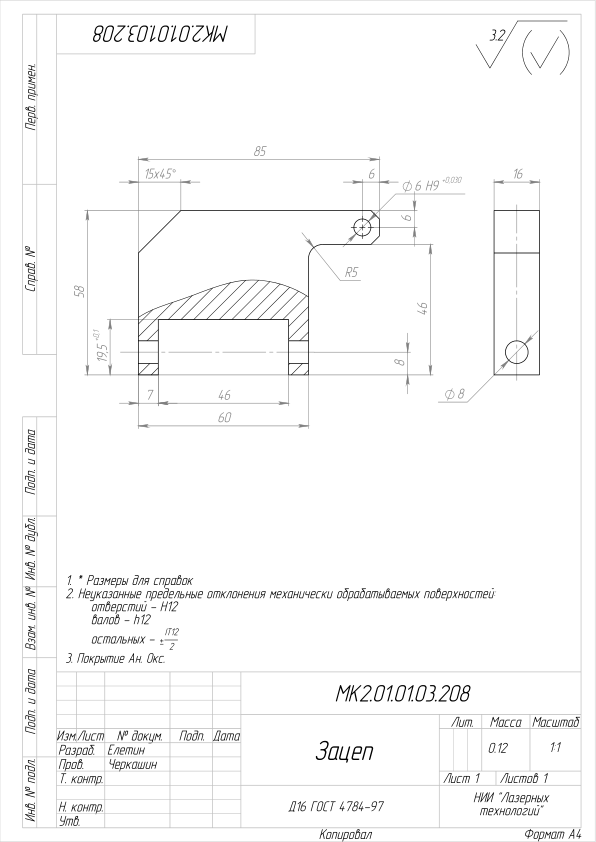 МК2.01.01.03.208
3.2
Перв. примен.
Справ. №
Подп. и дата
Инв. № дубл.
Взам. инв. №
Подп. и дата
Инв. № подл.
85
15х45°
6
⌀6 H9 +0,030
6
R5
58
46
19,5 +0,1
8
7
46
60
16
⌀8
1. * Размеры для справок
2. Неуказанные предельные отклонения механически обрабатываемых поверхностей:
отверстий – H12
валов – h12
остальных – ± IT12/2
3. Покрытие Ан. Окс.
МК2.01.01.03.208
Изм. Лист № докум. Подп. Дата
Разраб. Елетин
Пров. Черкашин
Т. контр.
Н. контр.
Утв.
Зацеп
Лит. Масса Масштаб
0.12 1:1
Лист 1 Листов 1
Д16 ГОСТ 4784-97
НИИ "Лазерных
технологий"
Копировал Формат А4